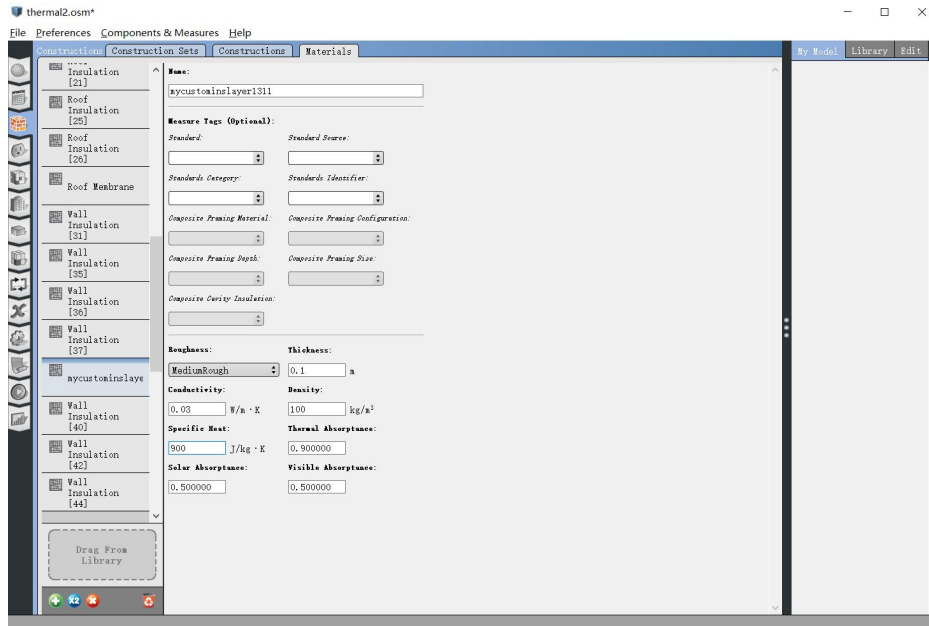 thermal2.osm*
File Preferences Components & Measures Help
Constructions Construction Sets Constructions Materials
My Model Library Edit
Insulation
[21]
Roof
Insulation
[25]
Roof
Insulation
[26]
Roof Membrane
Wall
Insulation
[31]
Wall
Insulation
[35]
Wall
Insulation
[36]
Wall
Insulation
[37]
mycustominslaye
Wall
Insulation
[40]
Wall
Insulation
[42]
Wall
Insulation
[44]
Drag From
Library
x2
Name:
mycustominslayer1311
Measure Tags (Optional):
Standard: Standard Source:
Standards Category: Standards Identifier:
Composite Framing Material: Composite Framing Configuration:
Composite Framing Depth: Composite Framing Size:
Composite Cavity Insulation:
Roughness: Thickness:
MediumRough 0.1 m
Conductivity: Density:
0.03 W/m·K 100 kg/m³
Specific Heat: Thermal Absorptance:
900 J/kg·K 0.900000
Solar Absorptance: Visible Absorptance:
0.500000 0.500000